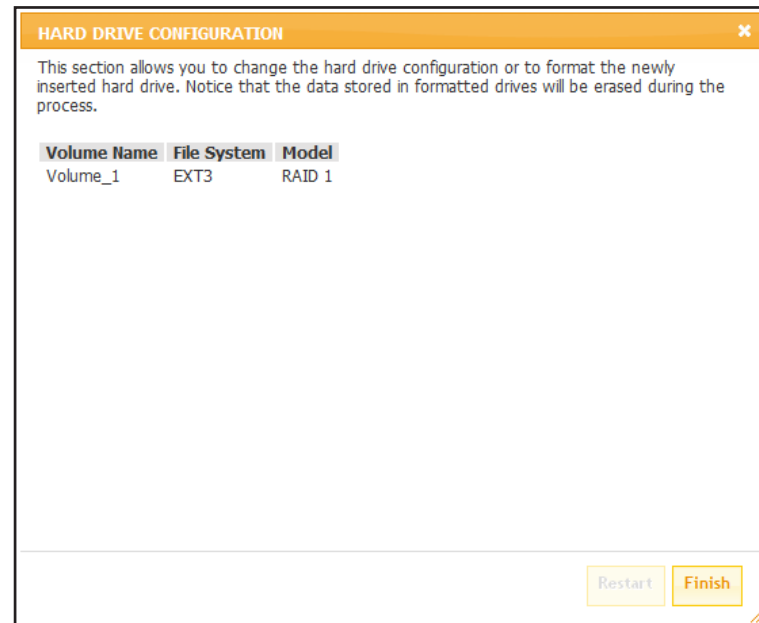 HARD DRIVE CONFIGURATION
This section allows you to change the hard drive configuration or to format the newly
inserted hard drive. Notice that the data stored in formatted drives will be erased during the
process.
Volume Name File System Model
Volume_1 EXT3 RAID 1
Restart Finish